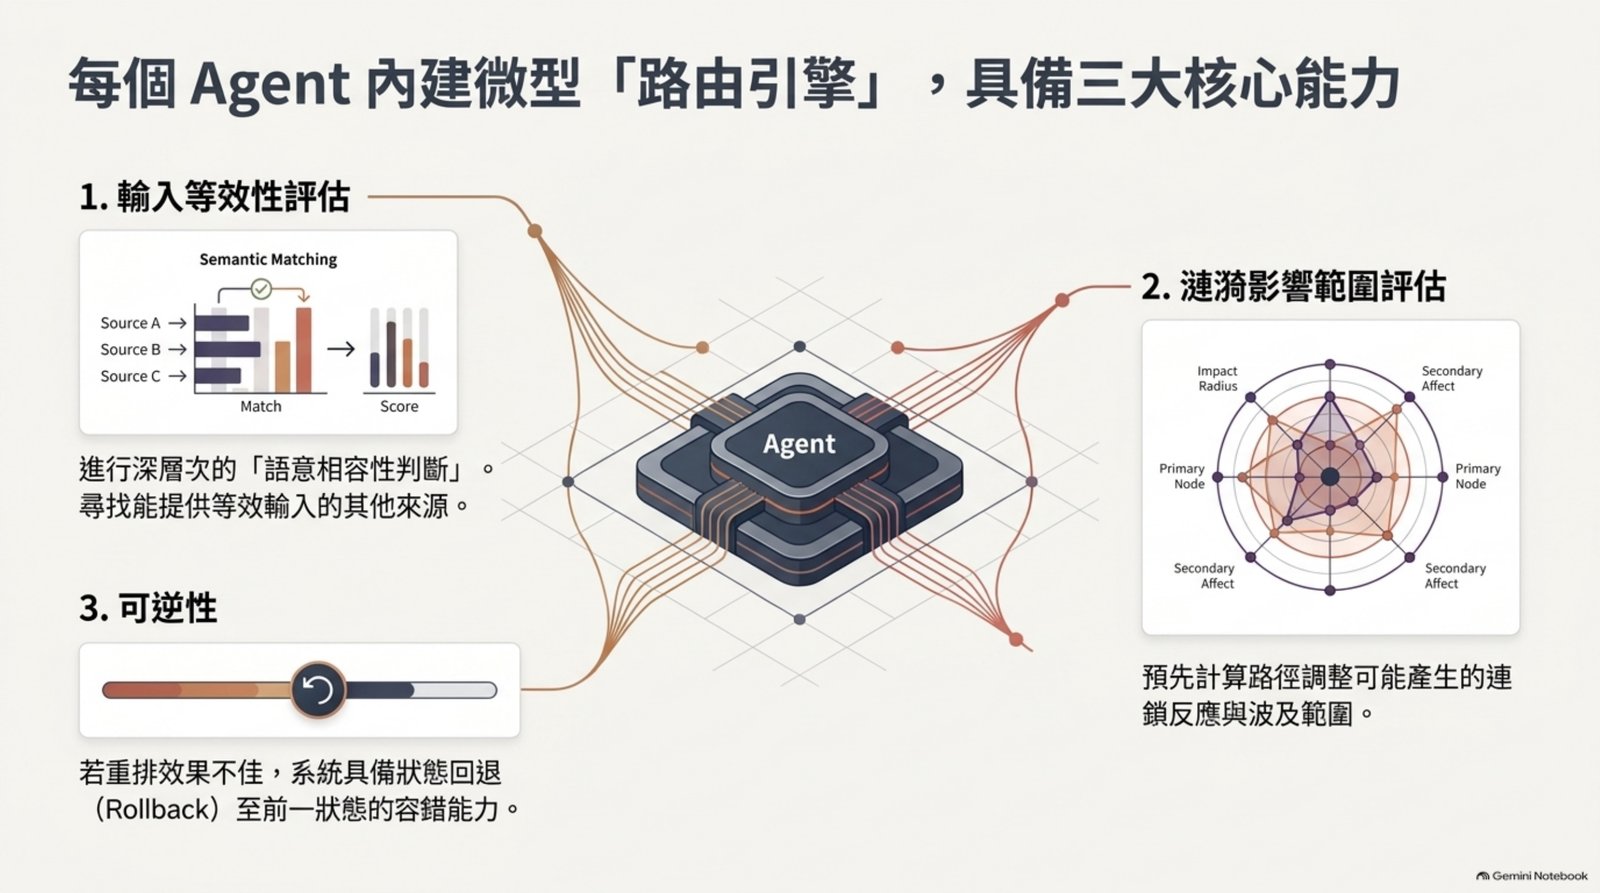 每個 Agent 內建微型「路由引擎」，具備三大核心能力
1. 輸入等效性評估
Semantic Matching
Source A
Source B
Source C
Match
Score
進行深層次的「語意相容性判斷」。
尋找能提供等效輸入的其他來源。
Agent
2. 漣漪影響範圍評估
Impact
Radius
Secondary
Affect
Primary
Node
Primary
Node
Secondary
Affect
Secondary
Affect
預先計算路徑調整可能產生的連
鎖反應與波及範圍。
3. 可逆性
若重排效果不佳，系統具備狀態回退
（Rollback）至前一狀態的容錯能力。
Gemini Notebook